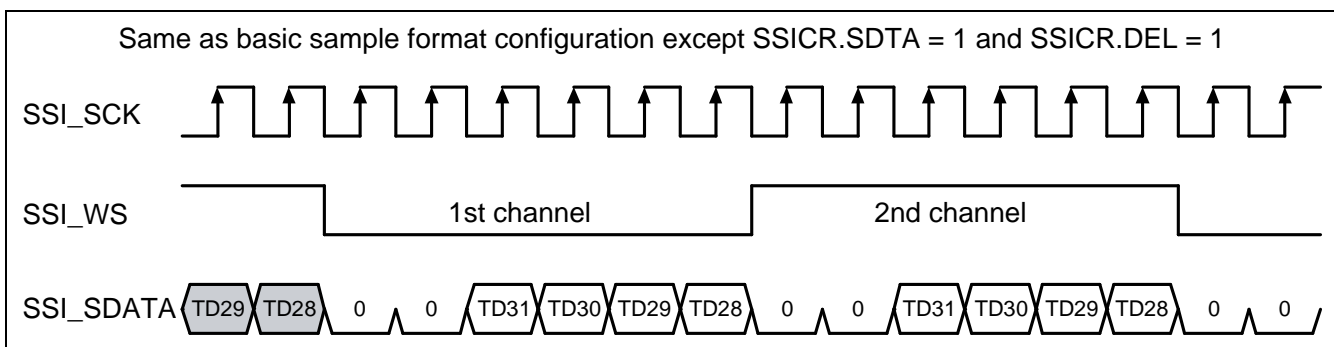 Same as basic sample format configuration except SSICR.SDTA = 1 and SSICR.DEL = 1
SSI_SCK
SSI_WS 1st channel 2nd channel
SSI_SDATA TD29 TD28 0 0 TD31 TD30 TD29 TD28 0 0 TD31 TD30 TD29 TD28 0 0